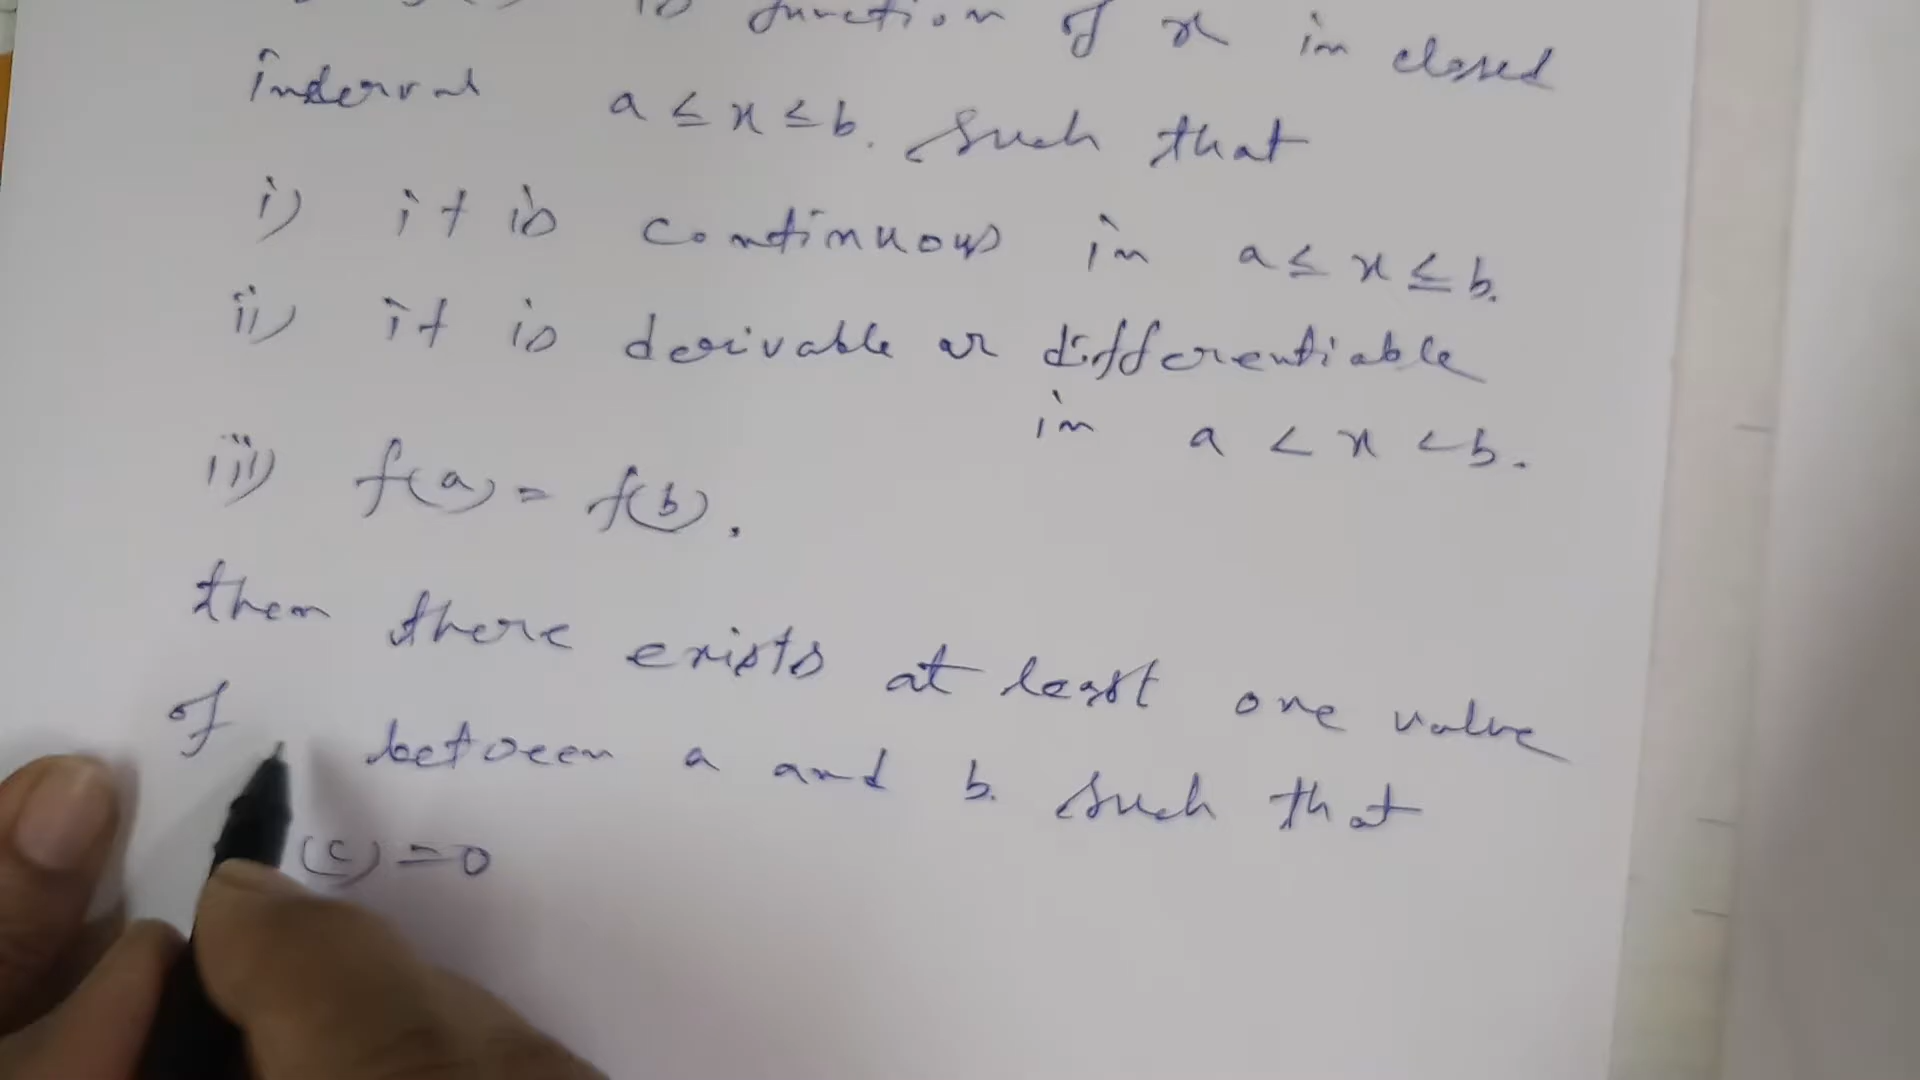 is function of x in closed
interval a ≤ x ≤ b. such that
i) it is continuous in a ≤ x ≤ b.
ii) it is derivable or differentiable
in a < x < b.
iii) f(a) = f(b).
then there exists at least one value
of between a and b. such that
(c) = 0